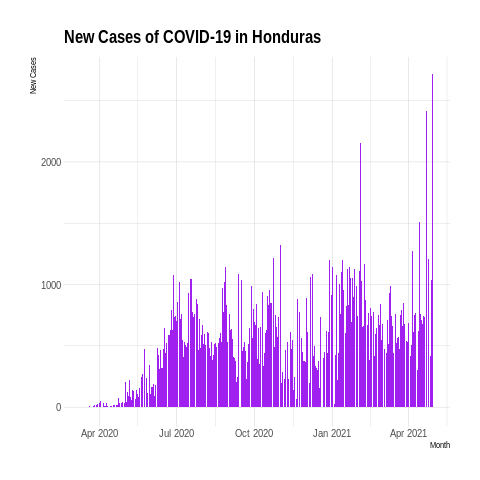 New Cases of COVID-19 in Honduras
New Cases
2000
1000
0
Apr 2020
Jul 2020
Oct 2020
Jan 2021
Apr 2021
Month